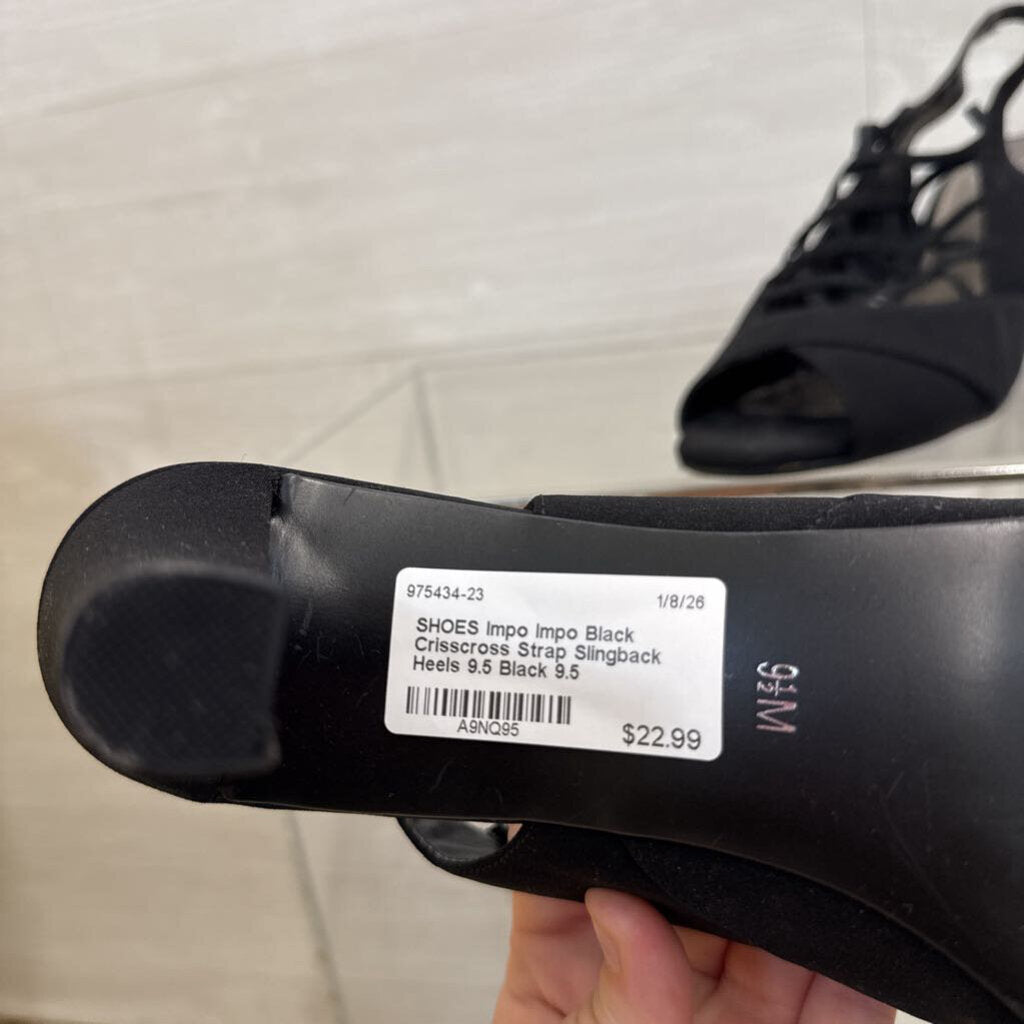 975434-23 1/8/26
SHOES Impo Impo Black
Crisscross Strap Slingback
Heels 9.5 Black 9.5
A9NQ95
$22.99
9½M